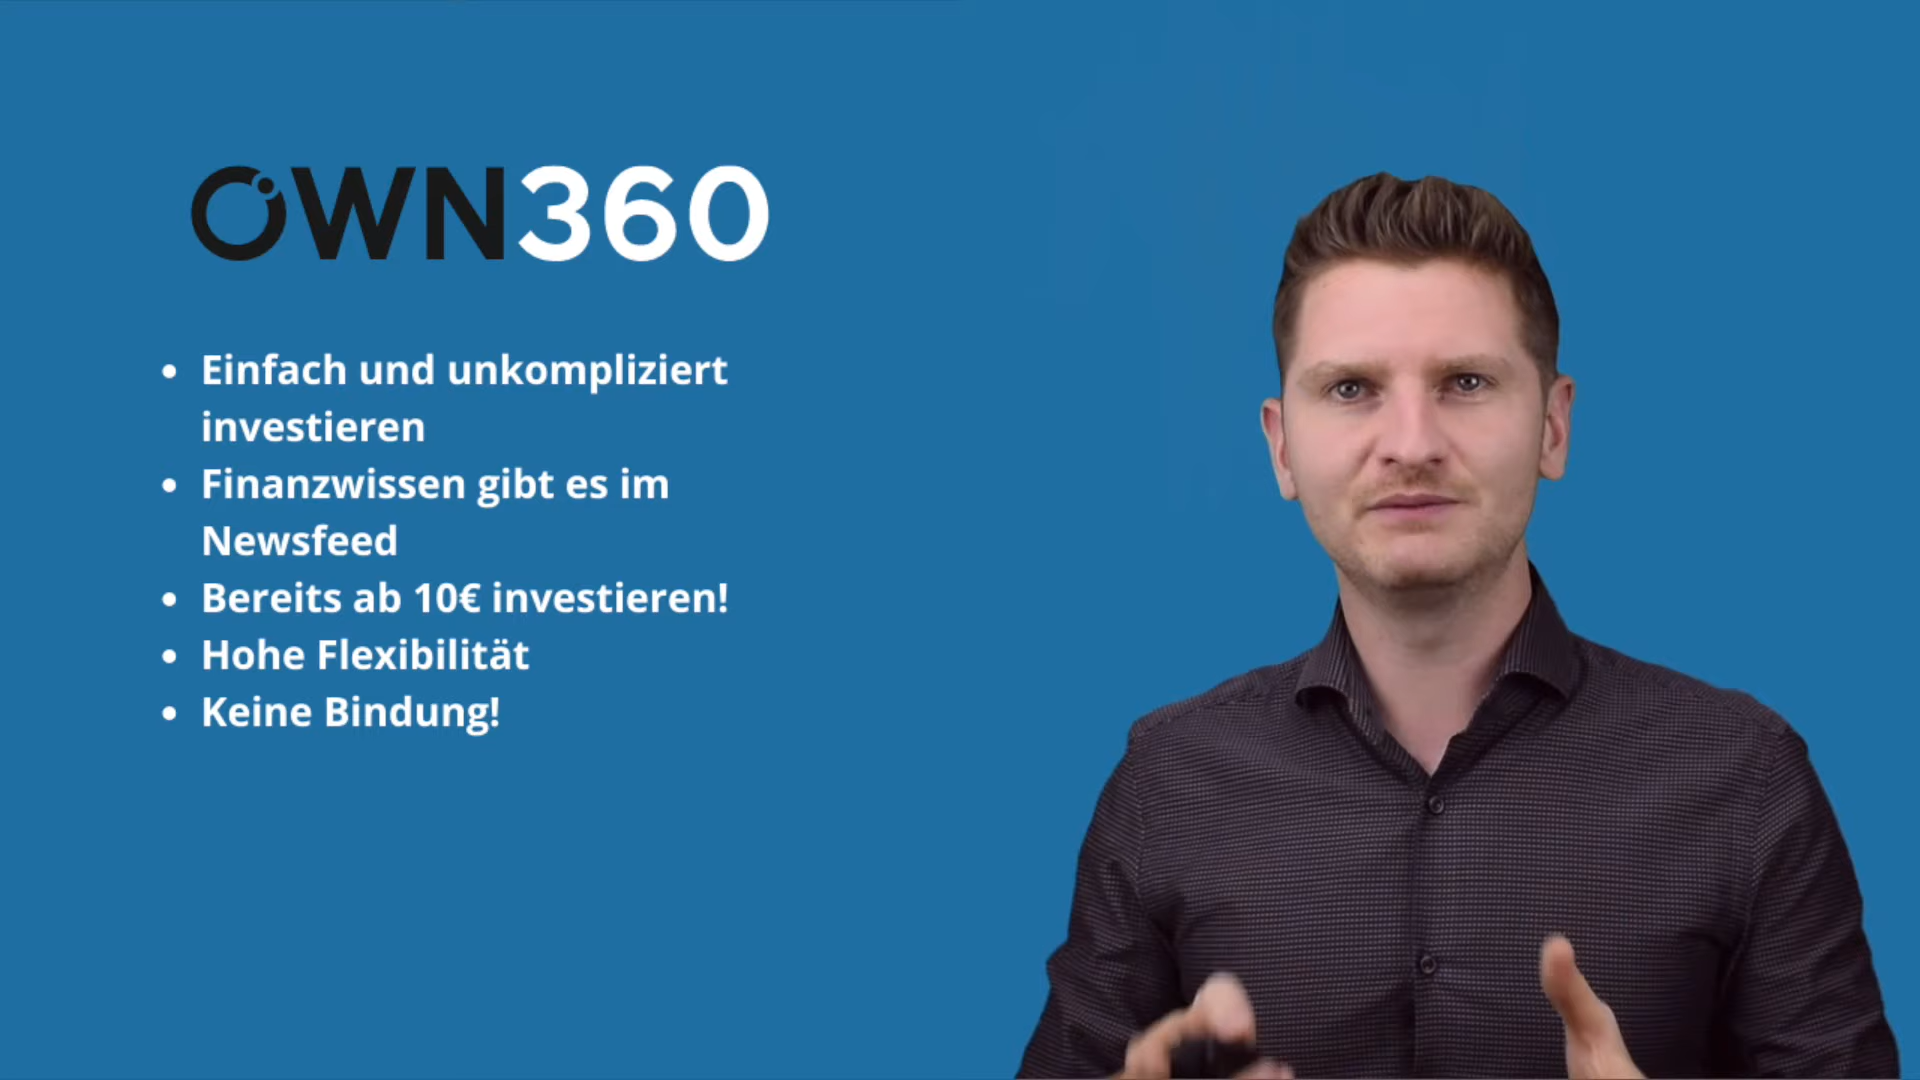 OWN360
Einfach und unkompliziert
investieren
Finanzwissen gibt es im
Newsfeed
Bereits ab 10€ investieren!
Hohe Flexibilität
Keine Bindung!